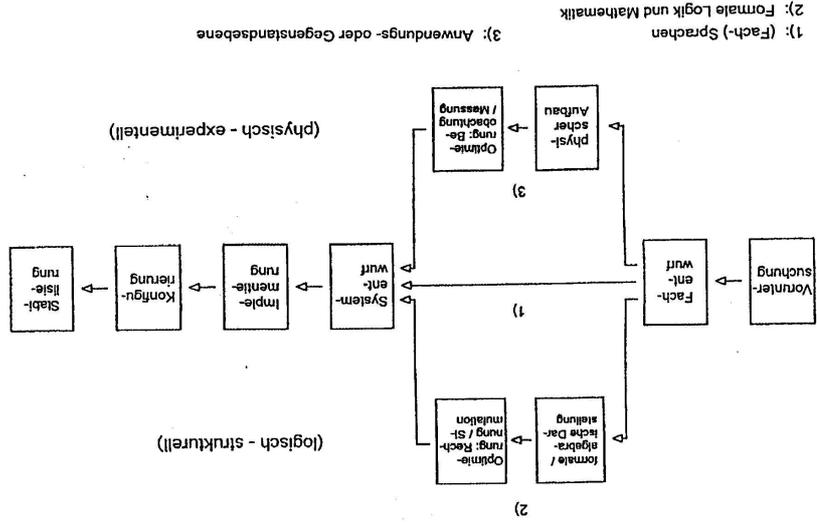 2)
formale /
algebra-
ische Dar-
stellung
Optimie-
rung: Rech-
nung / Si-
mulation
(logisch - strukturell)
Vorunter-
suchung
Fach-
ent-
wurf
1)
System-
ent-
wurf
Imple-
mentie-
rung
Konfigu-
rierung
Stabi-
lisie-
rung
3)
physi-
scher
Aufbau
Optimie-
rung: Be-
obachtung
/ Messung
(physisch - experimentell)
1): (Fach-) Sprachen
2): Formale Logik und Mathematik
3): Anwendungs- oder Gegenstandsebene